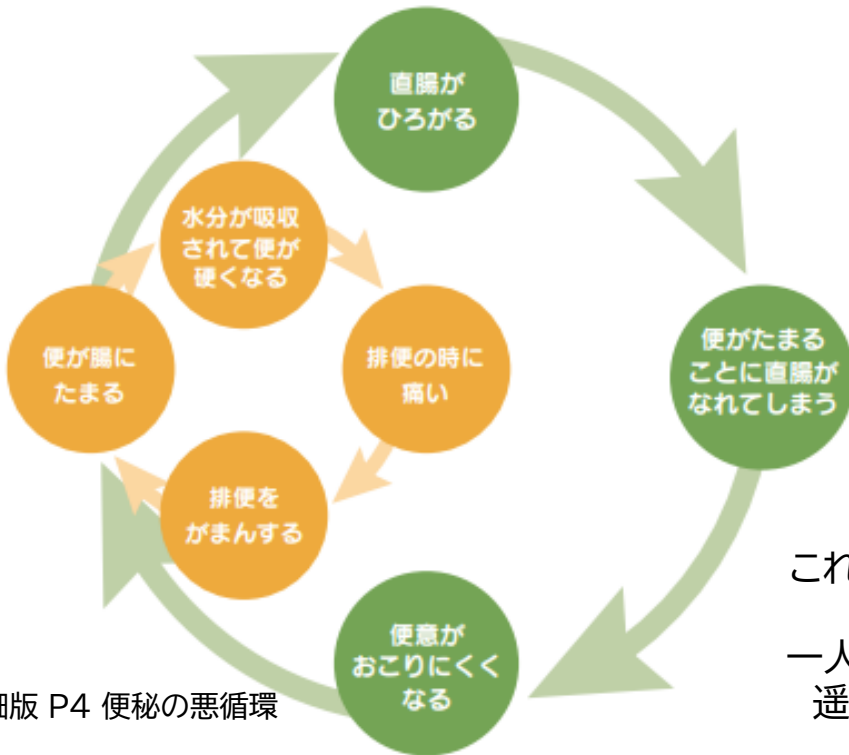 直腸が
ひろがる
水分が吸収
されて便が
硬くなる
便が腸に
たまる
排便の時に
痛い
排便を
がまんする
便がたまる
ことに直腸が
なれてしまう
便意が
おこりにくく
なる
これ
一人
遥
版 P4 便秘の悪循環